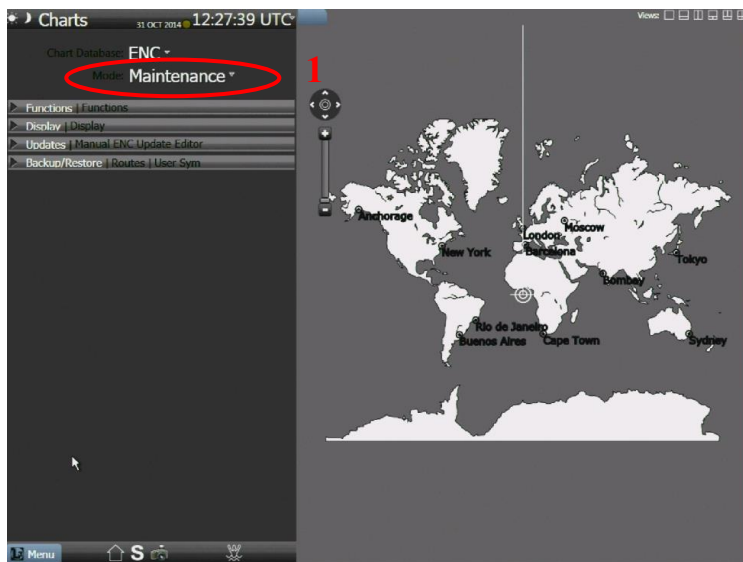 Charts
31 OCT 2014 12:27:39 UTC
Chart Database: ENC
Mode: Maintenance
1
Functions | Functions
Display | Display
Updates | Manual ENC Update Editor
Backup/Restore | Routes | User Sym
Menu
S
Views:
Anchorage
Moscow
London
New York
Barcelona
Tokyo
Bombay
Rio de Janeiro
Buenos Aires
Cape Town
Sydney